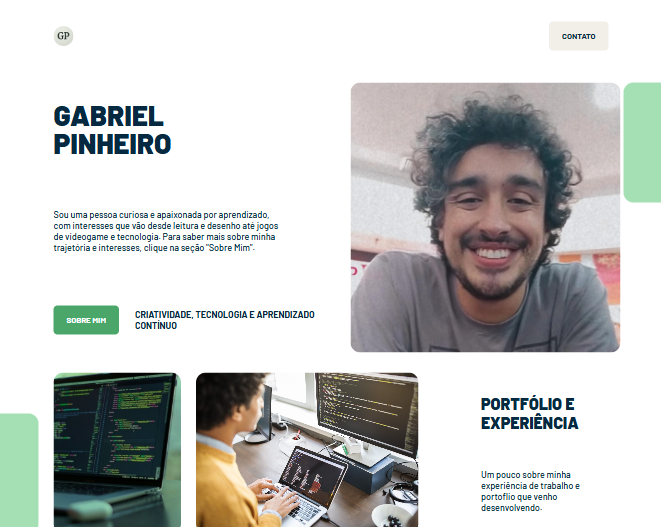 GP
CONTATO
GABRIEL
PINHEIRO
Sou uma pessoa curiosa e apaixonada por aprendizado,
com interesses que vão desde leitura e desenho até jogos
de videogame e tecnologia. Para saber mais sobre minha
trajetória e interesses, clique na seção "Sobre Mim".
SOBRE MIM
CRIATIVIDADE, TECNOLOGIA E APRENDIZADO
CONTÍNUO
PORTFÓLIO E
EXPERIÊNCIA
Um pouco sobre minha
experiência de trabalho e
portoflio que venho
desenvolvendo.